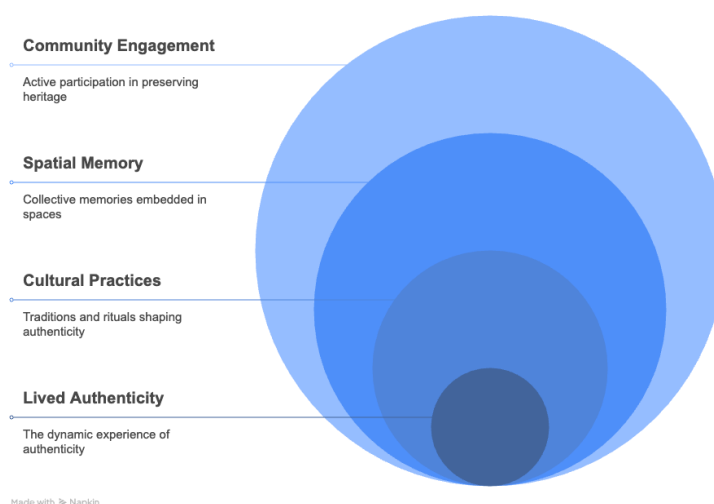 Community Engagement
Active participation in preserving
heritage
Spatial Memory
Collective memories embedded in
spaces
Cultural Practices
Traditions and rituals shaping
authenticity
Lived Authenticity
The dynamic experience of
authenticity
Made with Napkin